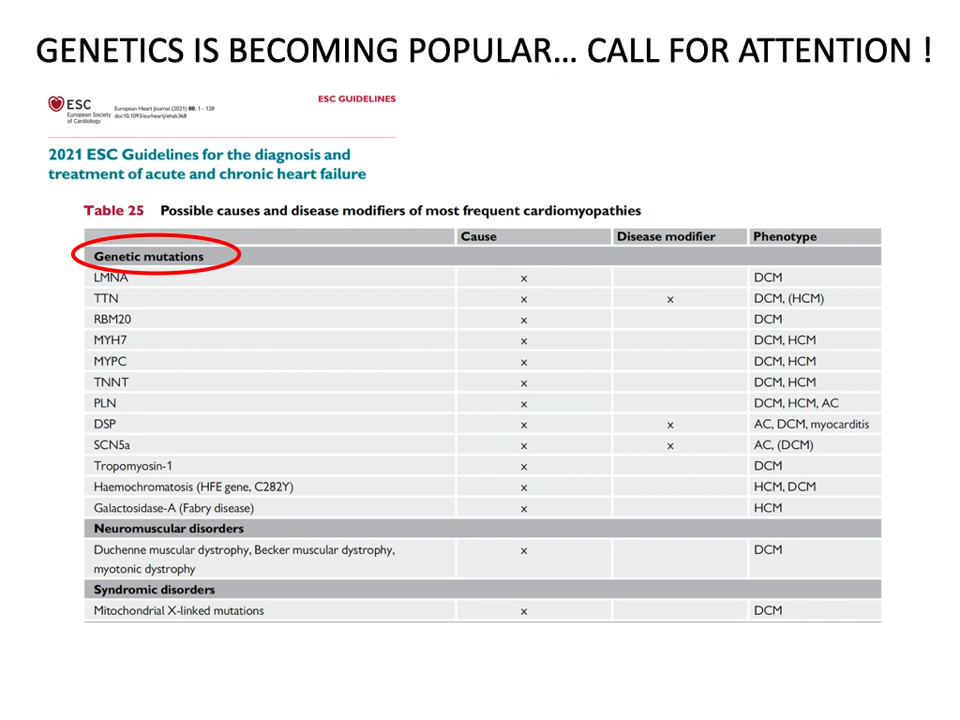 GENETICS IS BECOMING POPULAR... CALL FOR ATTENTION !
ESC
European Society
of Cardiology
European Heart Journal (2021) 00, 1–128
doi:10.1093/eurheartj/ehab368
ESC GUIDELINES
2021 ESC Guidelines for the diagnosis and
treatment of acute and chronic heart failure
Table 25 Possible causes and disease modifiers of most frequent cardiomyopathies
Cause Disease modifier Phenotype
Genetic mutations
LMNA x DCM
TTN x x DCM, (HCM)
RBM20 x DCM
MYH7 x DCM, HCM
MYPC x DCM, HCM
TNNT x DCM, HCM
PLN x DCM, HCM, AC
DSP x x AC, DCM, myocarditis
SCN5a x x AC, (DCM)
Tropomyosin-1 x DCM
Haemochromatosis (HFE gene, C282Y) x HCM, DCM
Galactosidase-A (Fabry disease) x HCM
Neuromuscular disorders
Duchenne muscular dystrophy, Becker muscular dystrophy, x DCM
myotonic dystrophy
Syndromic disorders
Mitochondrial X-linked mutations x DCM